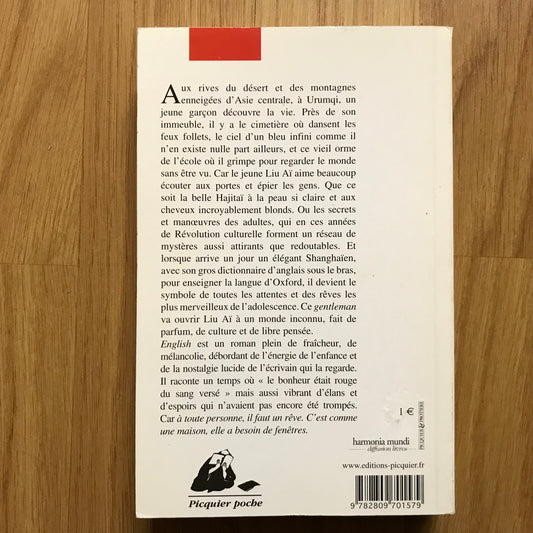 Aux rives du désert et des montagnes
enneigées d'Asie centrale, à Urumqi, un
jeune garçon découvre la vie. Près de son
immeuble, il y a le cimetière où dansent les
feux follets, le ciel d'un bleu infini comme il
n'en existe nulle part ailleurs, et ce vieil orme
de l'école où il grimpe pour regarder le monde
sans être vu. Car le jeune Liu Aï aime beaucoup
écouter aux portes et épier les gens. Que ce
soit la belle Hajitaï à la peau si claire et aux
cheveux incroyablement blonds. Ou les secrets
et manœuvres des adultes, qui en ces années
de Révolution culturelle forment un réseau de
mystères aussi attirants que redoutables. Et
lorsque arrive un jour un élégant Shanghaïen,
avec son gros dictionnaire d'anglais sous le bras,
pour enseigner la langue d'Oxford, il devient le
symbole de toutes les attentes et des rêves les
plus merveilleux de l'adolescence. Ce gentleman
va ouvrir Liu Aï à un monde inconnu, fait de
parfum, de culture et de libre pensée.
English est un roman plein de fraîcheur, de
mélancolie, débordant de l'énergie de l'enfance et
de la nostalgie lucide de l'écrivain qui la regarde.
Il raconte un temps où « le bonheur était rouge
du sang versé » mais aussi vibrant d'élans et
d'espoirs qui n'avaient pas encore été trompés.
Car à toute personne, il faut un rêve. C'est comme
une maison, elle a besoin de fenêtres.
1 €
PICQUIER & PROTIERE
harmonia mundi
diffusion livres
www.editions-picquier.fr
Picquier poche
9 782809 701579